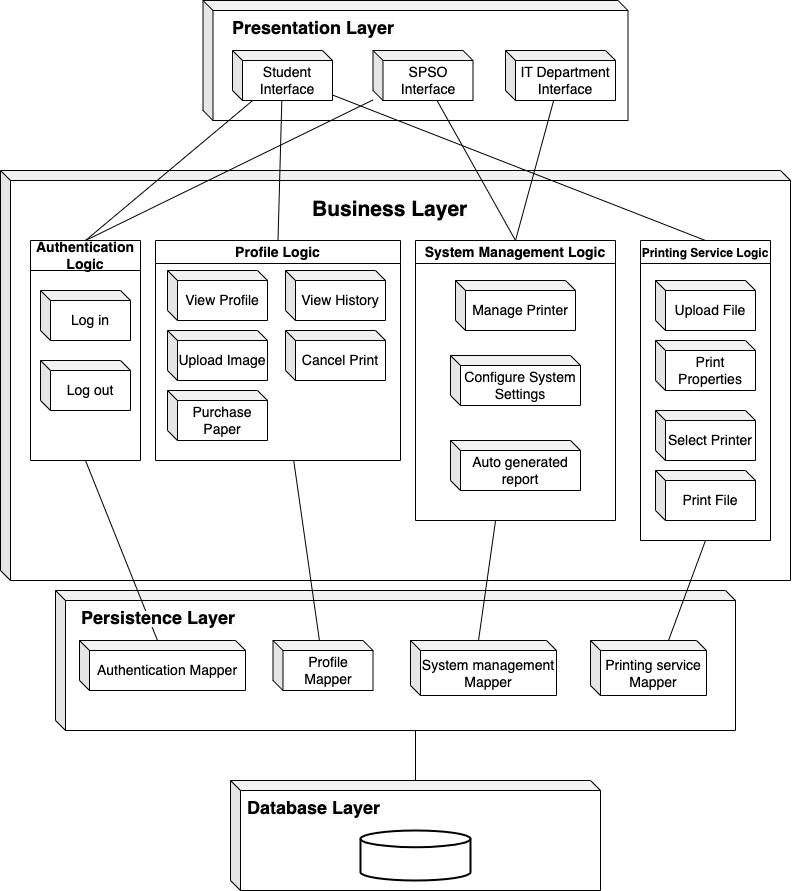 Presentation Layer
Student
Interface
SPSO
Interface
IT Department
Interface
Business Layer
Authentication
Logic
Log in
Log out
Profile Logic
View Profile
View History
Upload Image
Cancel Print
Purchase
Paper
System Management Logic
Manage Printer
Configure System
Settings
Auto generated
report
Printing Service Logic
Upload File
Print
Properties
Select Printer
Print File
Persistence Layer
Authentication Mapper
Profile
Mapper
System management
Mapper
Printing service
Mapper
Database Layer